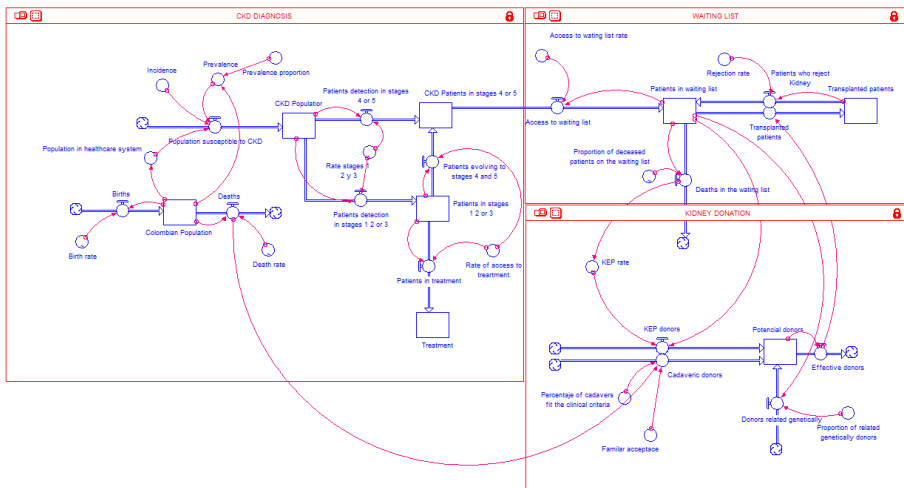 CKD DIAGNOSIS
Incidence
Prevalence
Prevalence proportion
Patients detection in stages
4 or 5
CKD Patients in stages 4 or 5
CKD Population
Population susceptible to CKD
Population in healthcare system
Rate stages 1
2 y 3
Patients evolving to
stages 4 and 5
Births
Deaths
Colombian Population
Patients detection
in stages 1 2 or 3
Patients in stages
1 2 or 3
Birth rate
Death rate
Rate of access to
treatment
Patients in treatment
Treatment
WAITING LIST
Access to wating list rate
Rejection rate
Patients who reject
Kidney
Patients in waiting list
Transplanted patients
Access to waiting list
Transplanted
patients
Proportion of deceased
patients on the waiting list
Deaths in the wating list
KIDNEY DONATION
KEP rate
KEP donors
Potencial donors
Cadaveric donors
Effective donors
Percentaje of cadavers
fit the clinical criteria
Donors related genetically
Proportion of related
genetically donors
Familar acceptace